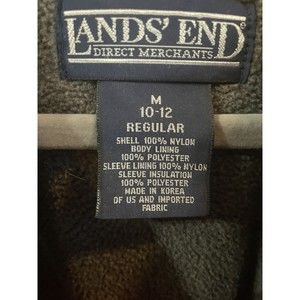 LANDS' END
DIRECT MERCHANTS
M
10-12
REGULAR
SHELL 100% NYLON
BODY LINING
100% POLYESTER
SLEEVE LINING 100% NYLON
SLEEVE INSULATION
100% POLYESTER
MADE IN KOREA
OF US AND IMPORTED
FABRIC